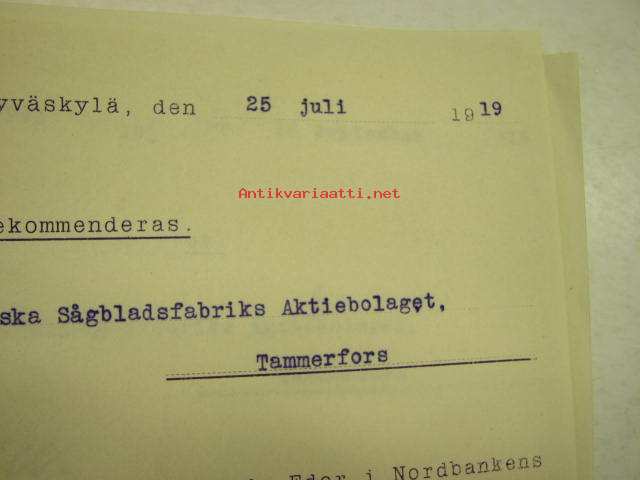 yväskylä, den 25 juli 1919
Antikvariaatti.net
ekommenderas.
ska Sågbladsfabriks Aktiebolaget,
Tammerfors
Eder i Nordbankens